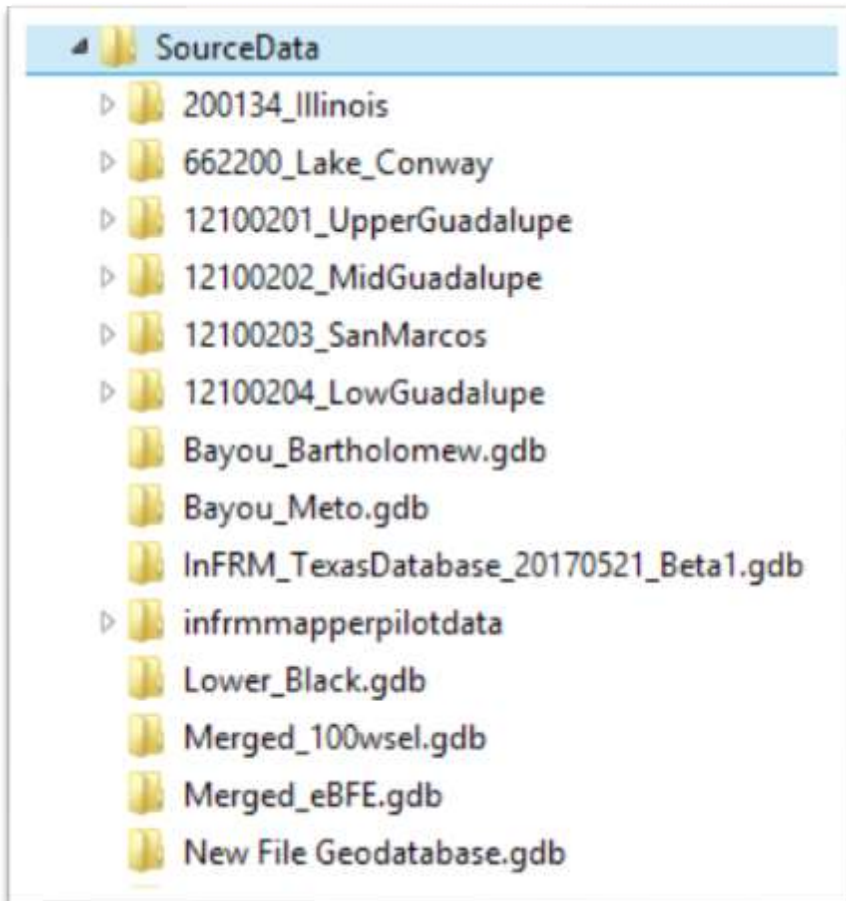 SourceData
200134_Illinois
662200_Lake_Conway
12100201_UpperGuadalupe
12100202_MidGuadalupe
12100203_SanMarcos
12100204_LowGuadalupe
Bayou_Bartholomew.gdb
Bayou_Meto.gdb
InFRM_TexasDatabase_20170521_Beta1.gdb
infrmmapperpilotdata
Lower_Black.gdb
Merged_100wsel.gdb
Merged_eBFE.gdb
New File Geodatabase.gdb